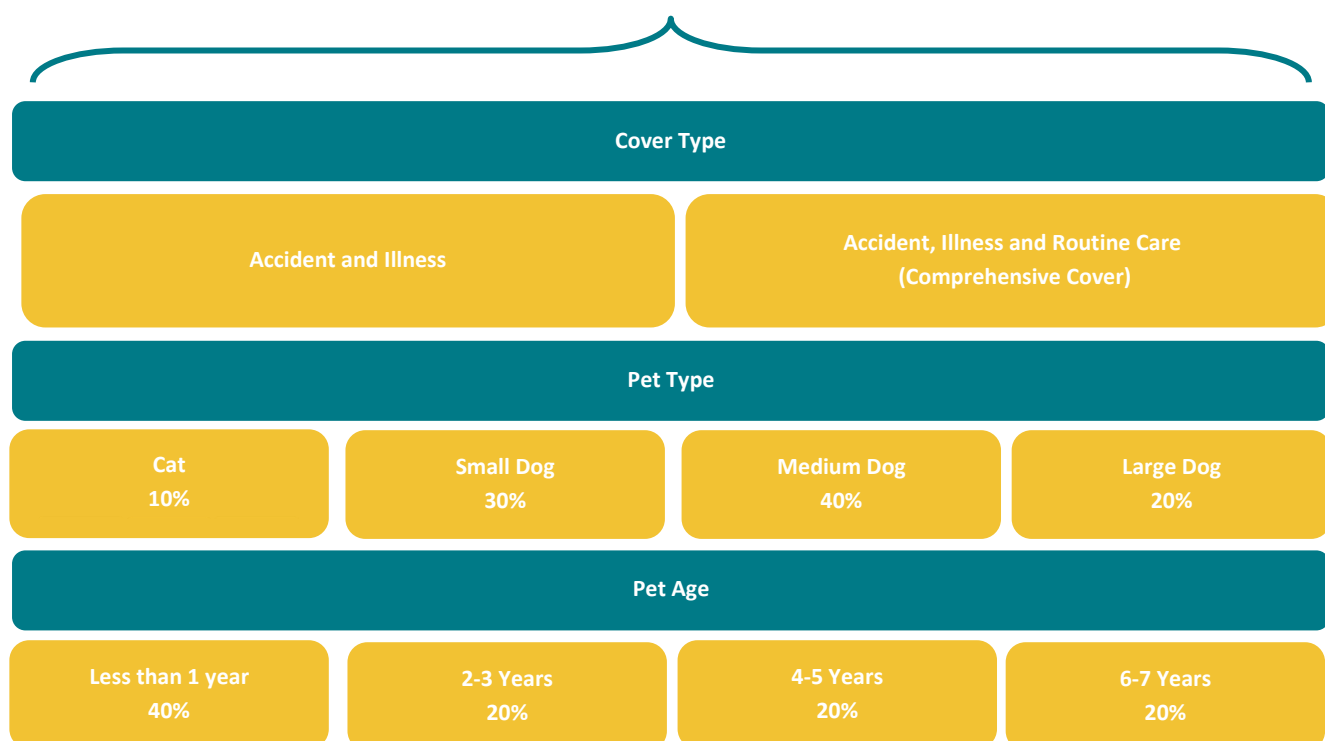 Cover Type
Accident and Illness
Accident, Illness and Routine Care
(Comprehensive Cover)
Pet Type
Cat
10%
Small Dog
30%
Medium Dog
40%
Large Dog
20%
Pet Age
Less than 1 year
40%
2-3 Years
20%
4-5 Years
20%
6-7 Years
20%